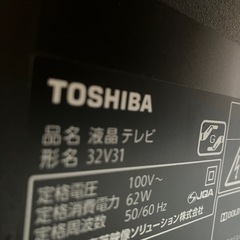 TOSHIBA
品名 液晶テレビ
形名 32V31
定格電圧 100V~
定格消費電力 62W
定格周波数 50/60 Hz
映像ソリューション株式会社
JQA
DOLBY